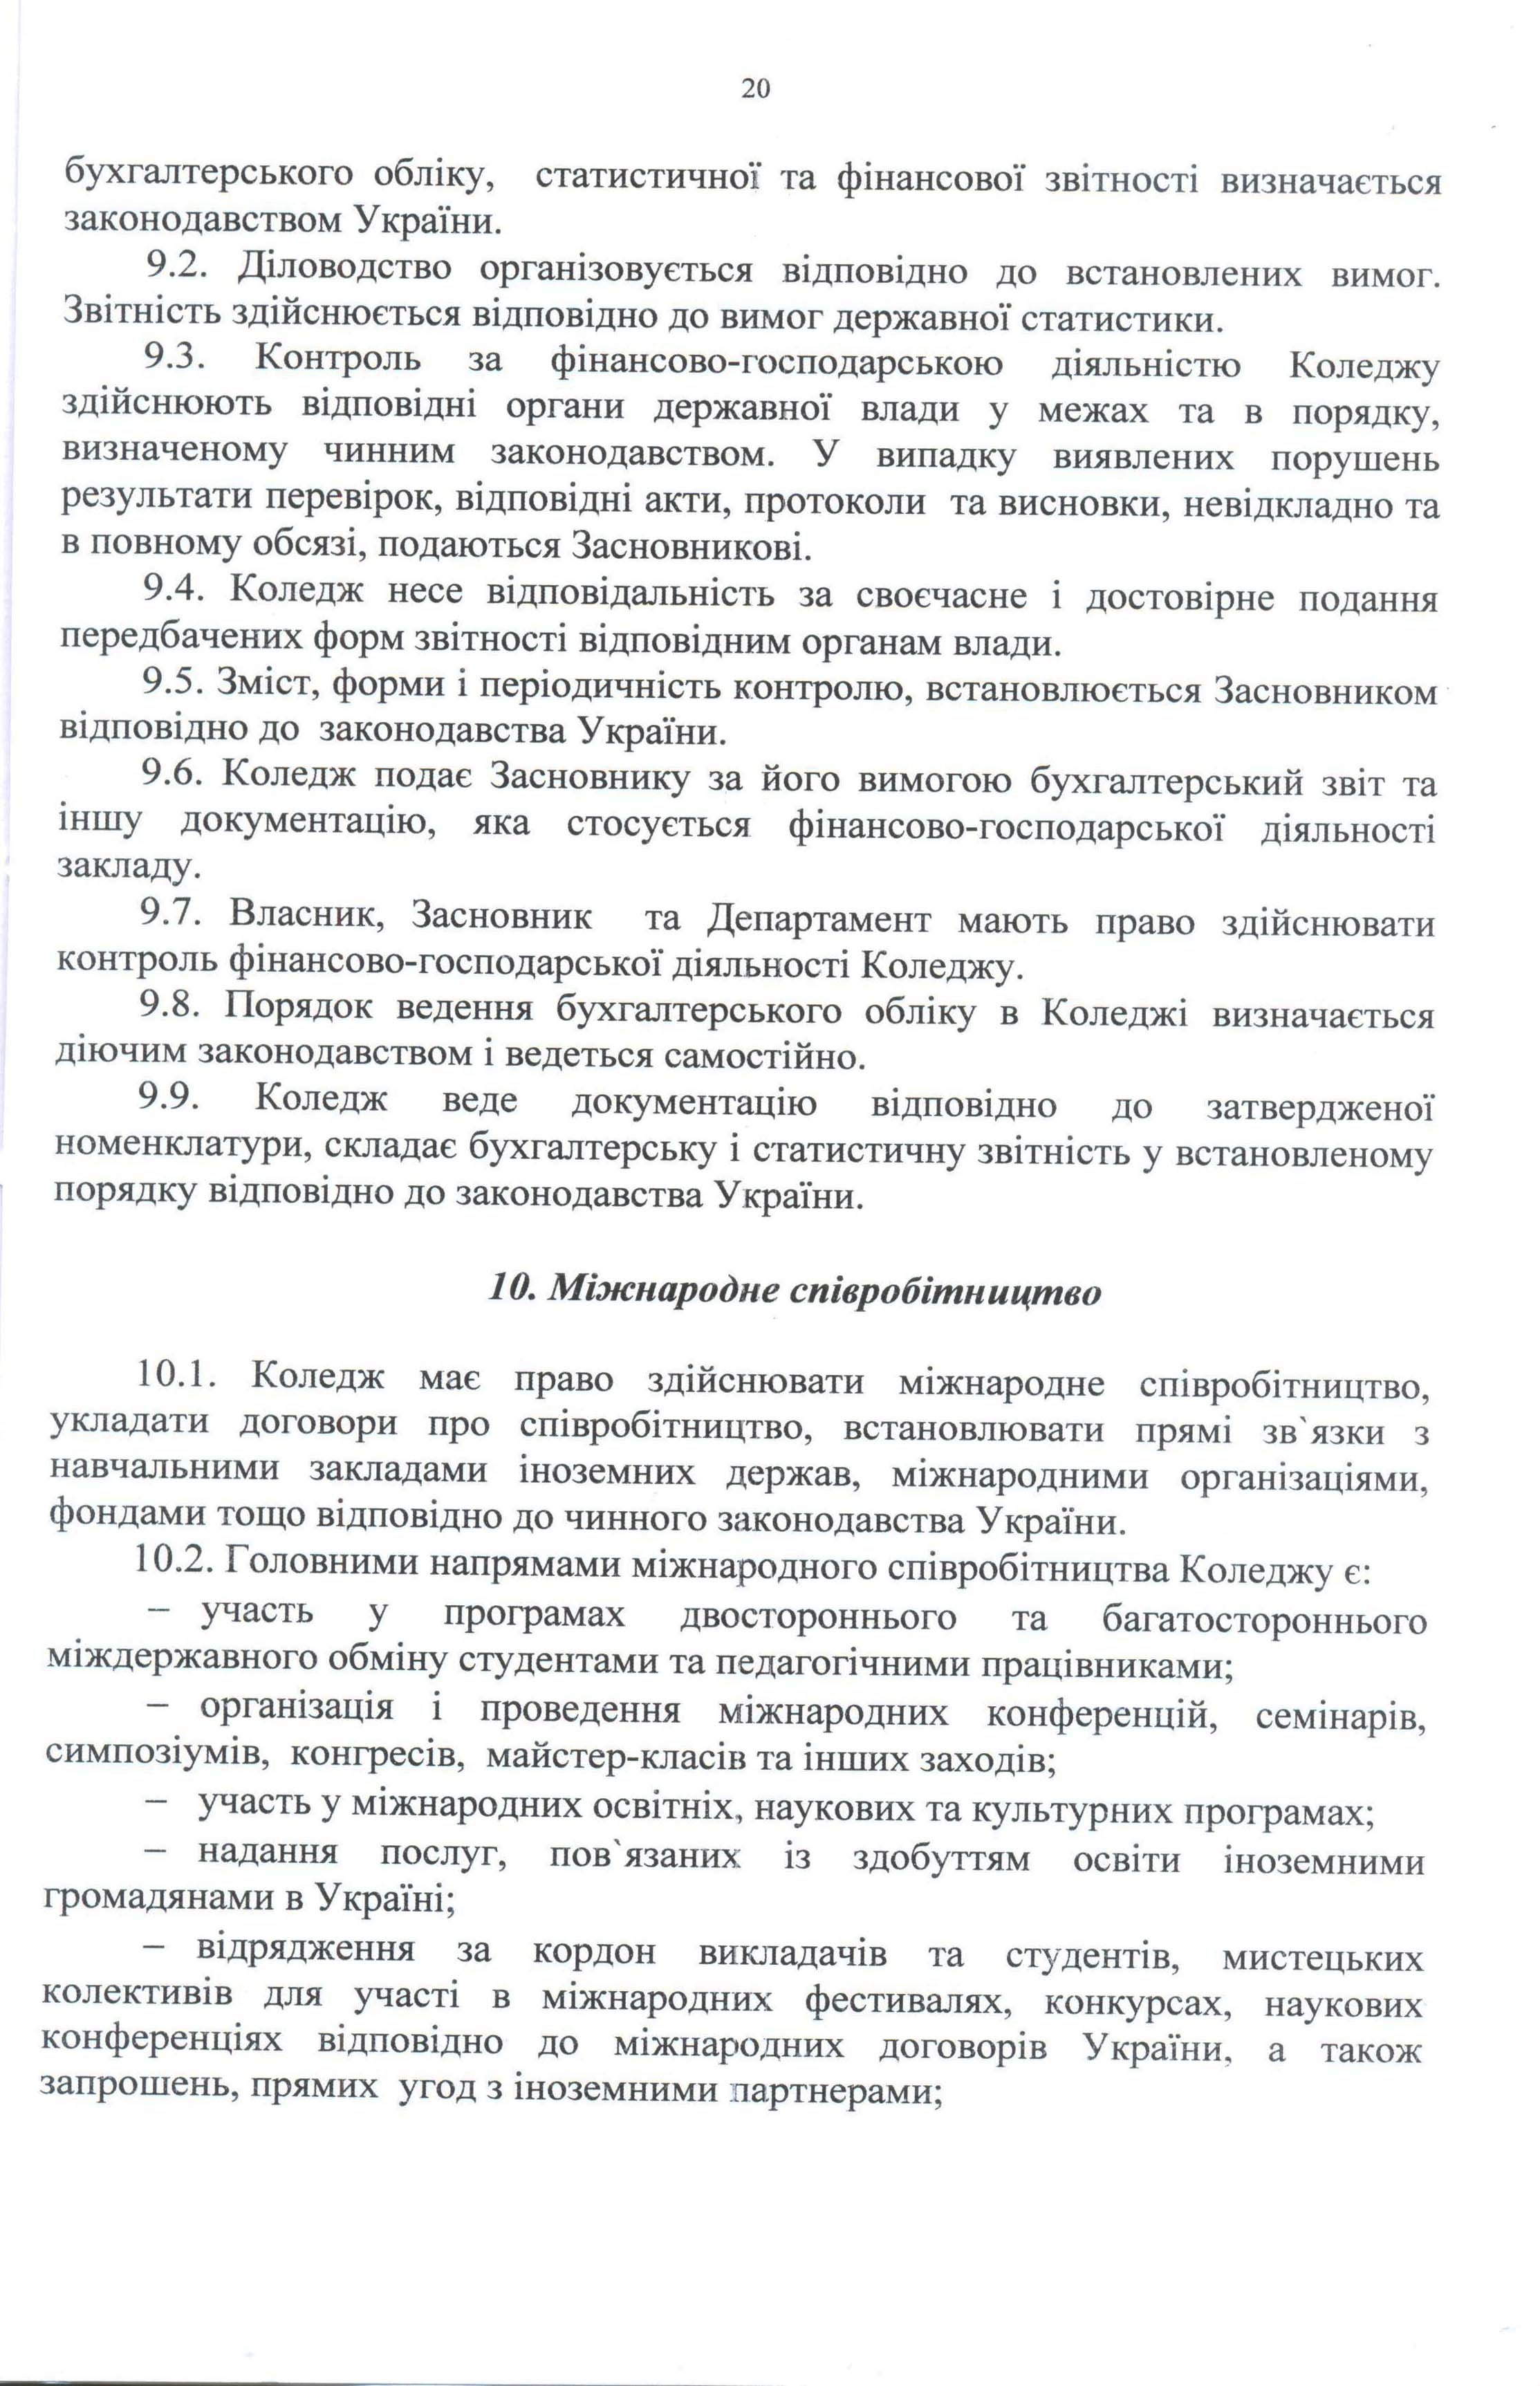 20
бухгалтерського обліку, статистичної та фінансової звітності визначається
законодавством України.
9.2. Діловодство організовується відповідно до встановлених вимог.
Звітність здійснюється відповідно до вимог державної статистики.
9.3. Контроль за фінансово-господарською діяльністю Коледжу
здійснюють відповідні органи державної влади у межах та в порядку,
визначеному чинним законодавством. У випадку виявлених порушень
результати перевірок, відповідні акти, протоколи та висновки, невідкладно та
в повному обсязі, подаються Засновникові.
9.4. Коледж несе відповідальність за своєчасне і достовірне подання
передбачених форм звітності відповідним органам влади.
9.5. Зміст, форми і періодичність контролю, встановлюється Засновником
відповідно до законодавства України.
9.6. Коледж подає Засновнику за його вимогою бухгалтерський звіт та
іншу документацію, яка стосується фінансово-господарської діяльності
закладу.
9.7. Власник, Засновник та Департамент мають право здійснювати
контроль фінансово-господарської діяльності Коледжу.
9.8. Порядок ведення бухгалтерського обліку в Коледжі визначається
діючим законодавством і ведеться самостійно.
9.9. Коледж веде документацію відповідно до затвердженої
номенклатури, складає бухгалтерську і статистичну звітність у встановленому
порядку відповідно до законодавства України.
10. Міжнародне співробітництво
10.1. Коледж має право здійснювати міжнародне співробітництво,
укладати договори про співробітництво, встановлювати прямі зв`язки з
навчальними закладами іноземних держав, міжнародними організаціями,
фондами тощо відповідно до чинного законодавства України.
10.2. Головними напрямами міжнародного співробітництва Коледжу є:
– участь у програмах двостороннього та багатостороннього
міждержавного обміну студентами та педагогічними працівниками;
– організація і проведення міжнародних конференцій, семінарів,
симпозіумів, конгресів, майстер-класів та інших заходів;
– участь у міжнародних освітніх, наукових та культурних програмах;
– надання послуг, пов`язаних із здобуттям освіти іноземними
громадянами в Україні;
– відрядження за кордон викладачів та студентів, мистецьких
колективів для участі в міжнародних фестивалях, конкурсах, наукових
конференціях відповідно до міжнародних договорів України, а також
запрошень, прямих угод з іноземними партнерами;